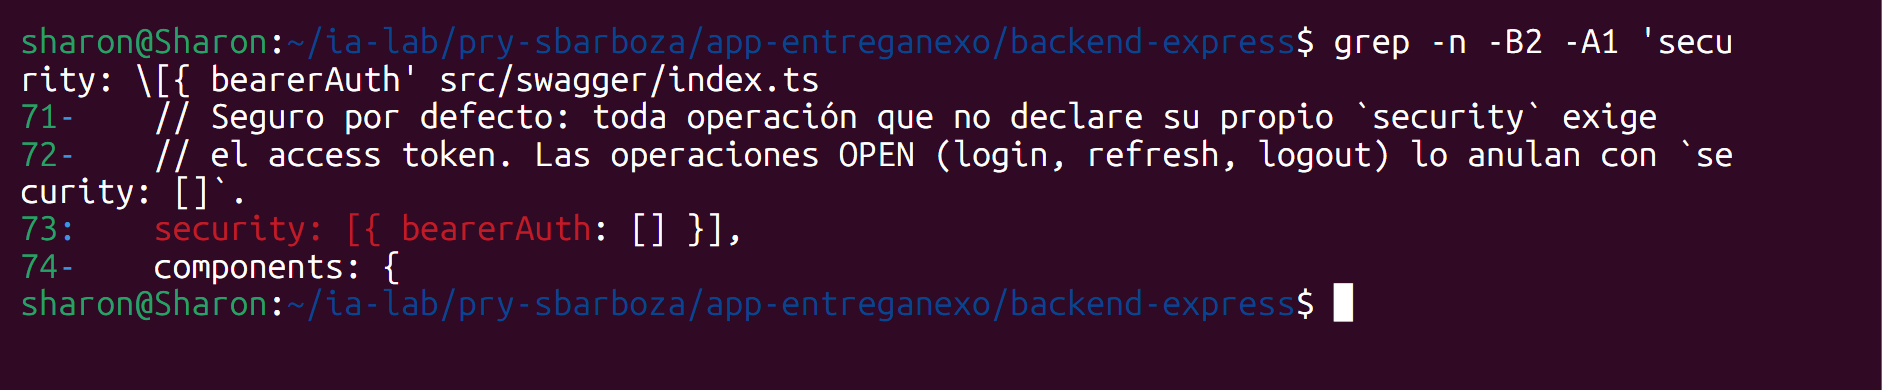 sharon@Sharon:~/ia-lab/pry-sbarboza/app-entreganexo/backend-express$ grep -n -B2 -A1 'secu
rity: \[{ bearerAuth' src/swagger/index.ts
71-    // Seguro por defecto: toda operación que no declare su propio `security` exige
72-    // el access token. Las operaciones OPEN (login, refresh, logout) lo anulan con `se
curity: []`.
73:    security: [{ bearerAuth: [] }],
74-    components: {
sharon@Sharon:~/ia-lab/pry-sbarboza/app-entreganexo/backend-express$